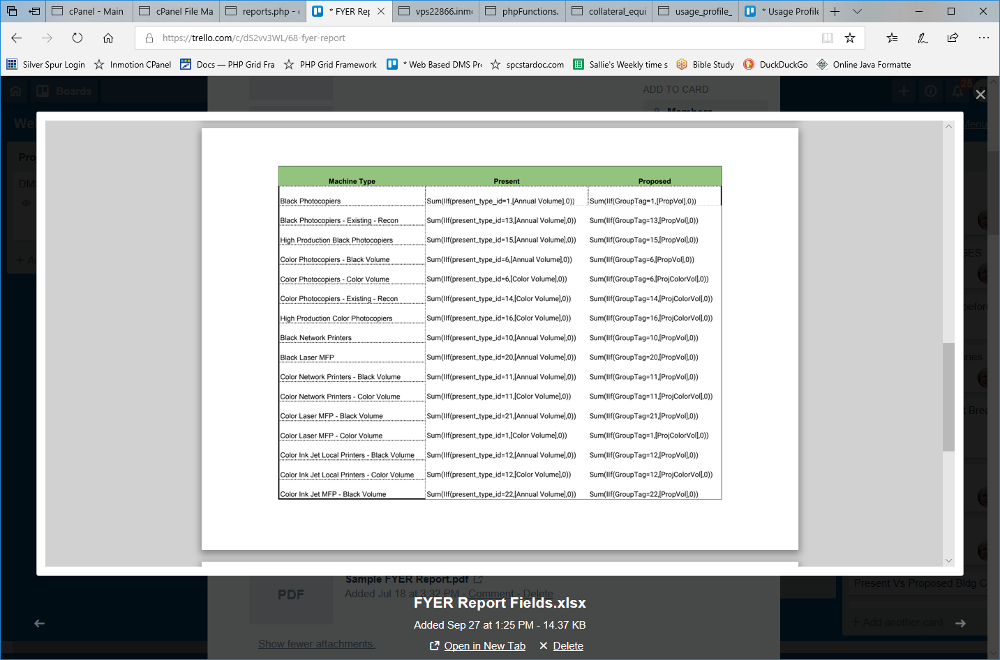 cPanel - Main
cPanel File Ma
reports.php - c
* FYER Rep
vps22866.inmo
phpFunctions.
collateral_equi
usage_profile_
* Usage Profile
https://trello.com/c/dS2vv3WL/68-fyer-report
Silver Spur Login
Inmotion CPanel
Docs — PHP Grid Fra
PHP Grid Framework
* Web Based DMS Pr
spcstardoc.com
Sallie's Weekly time s
Bible Study
DuckDuckGo
Online Java Formatte
Boards
ADD TO CARD
25
Members
Wel
Menu
Pro
DMS
Machine Type Present Proposed
Black Photocopiers Sum(IIf(present_type_id=1,[Annual Volume],0)) Sum(IIf(GroupTag=1,[PropVol],0))
Black Photocopiers - Existing - Recon Sum(IIf(present_type_id=13,[Annual Volume],0)) Sum(IIf(GroupTag=13,[PropVol],0))
High Production Black Photocopiers Sum(IIf(present_type_id=15,[Annual Volume],0)) Sum(IIf(GroupTag=15,[PropVol],0))
Color Photocopiers - Black Volume Sum(IIf(present_type_id=6,[Annual Volume],0)) Sum(IIf(GroupTag=6,[PropVol],0))
Color Photocopiers - Color Volume Sum(IIf(present_type_id=6,[Color Volume],0)) Sum(IIf(GroupTag=6,[ProjColorVol],0))
Color Photocopiers - Existing - Recon Sum(IIf(present_type_id=14,[Color Volume],0)) Sum(IIf(GroupTag=14,[ProjColorVol],0))
High Production Color Photocopiers Sum(IIf(present_type_id=16,[Color Volume],0)) Sum(IIf(GroupTag=16,[ProjColorVol],0))
Black Network Printers Sum(IIf(present_type_id=10,[Annual Volume],0)) Sum(IIf(GroupTag=10,[PropVol],0))
Black Laser MFP Sum(IIf(present_type_id=20,[Annual Volume],0)) Sum(IIf(GroupTag=20,[PropVol],0))
Color Network Printers - Black Volume Sum(IIf(present_type_id=11,[Annual Volume],0)) Sum(IIf(GroupTag=11,[PropVol],0))
Color Network Printers - Color Volume Sum(IIf(present_type_id=11,[Color Volume],0)) Sum(IIf(GroupTag=11,[ProjColorVol],0))
Color Laser MFP - Black Volume Sum(IIf(present_type_id=21,[Annual Volume],0)) Sum(IIf(GroupTag=21,[PropVol],0))
Color Laser MFP - Color Volume Sum(IIf(present_type_id=1,[Color Volume],0)) Sum(IIf(GroupTag=1,[ProjColorVol],0))
Color Ink Jet Local Printers - Black Volume Sum(IIf(present_type_id=12,[Annual Volume],0)) Sum(IIf(GroupTag=12,[PropVol],0))
Color Ink Jet Local Printers - Color Volume Sum(IIf(present_type_id=12,[Color Volume],0)) Sum(IIf(GroupTag=12,[ProjColorVol],0))
Color Ink Jet MFP - Black Volume Sum(IIf(present_type_id=22,[Annual Volume],0)) Sum(IIf(GroupTag=22,[PropVol],0))
GES
before
ines
t Brea
PDF
Sample FYER Report.pdf
Added Jul 18 at 3:32 PM - Comment - Delete
Present Vs Proposed Bldg C
FYER Report Fields.xlsx
Added Sep 27 at 1:25 PM - 14.37 KB
+ Add another card
Show fewer attachments.
Open in New Tab
Delete